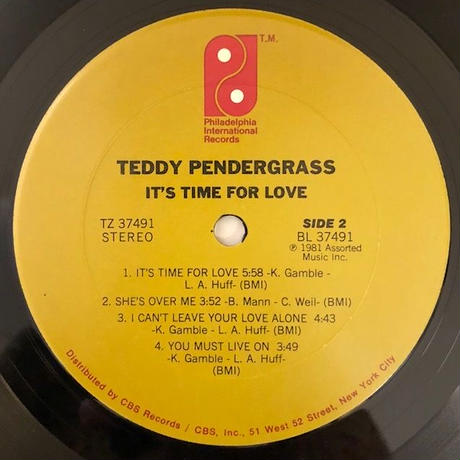 T.M.
Philadelphia
International
Records
TEDDY PENDERGRASS
IT'S TIME FOR LOVE
TZ 37491
STEREO
SIDE 2
BL 37491
℗ 1981 Assorted
Music Inc.
1. IT'S TIME FOR LOVE 5:58 -K. Gamble -
L. A. Huff- (BMI)
2. SHE'S OVER ME 3:52 -B. Mann - C. Weil- (BMI)
3. I CAN'T LEAVE YOUR LOVE ALONE 4:43
-K. Gamble - L. A. Huff- (BMI)
4. YOU MUST LIVE ON 3:49
-K. Gamble - L. A. Huff-
(BMI)
Distributed by CBS Records / CBS, Inc., 51 West 52 Street, New York City